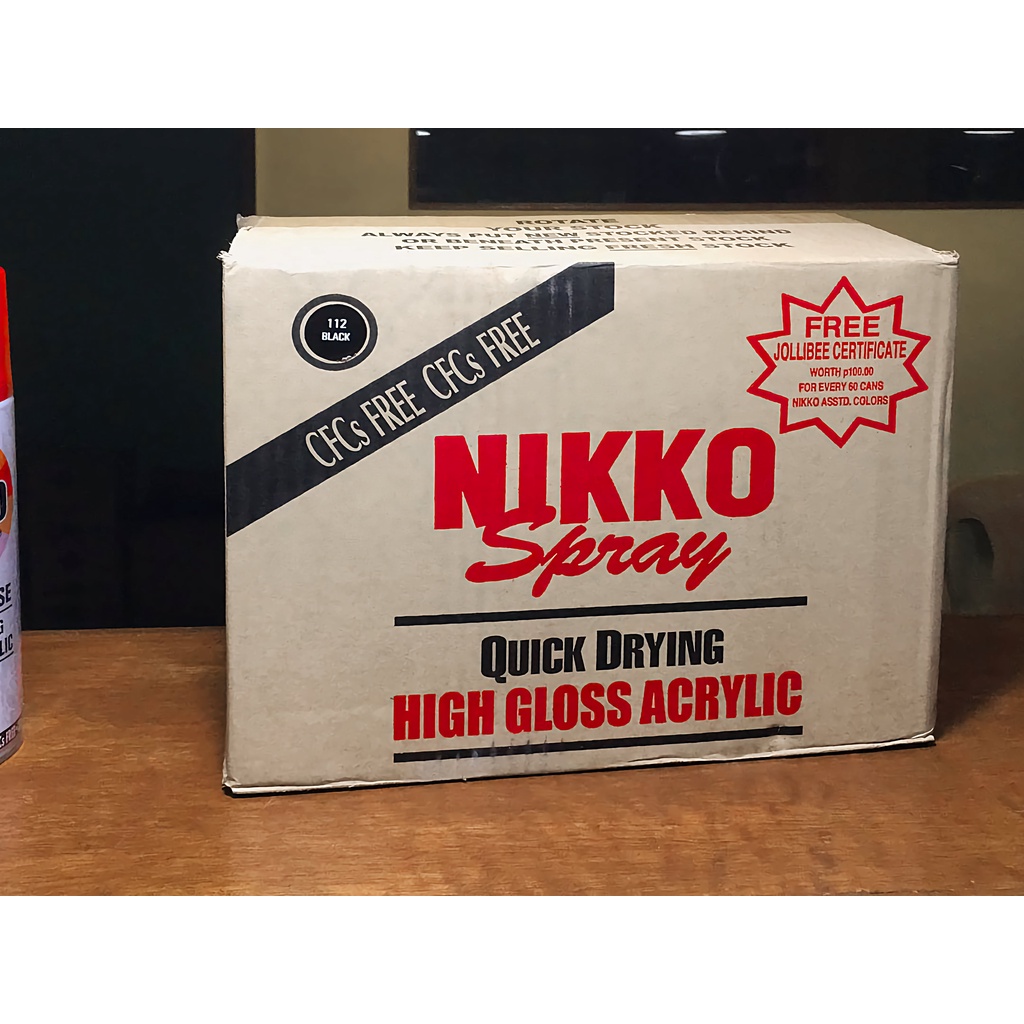 ROTATE
YOUR STOCK
ALWAYS PUT NEW STOCKED BEHIND
OR BENEATH PRESENT STOCK
KEEP SELLING FRESH STOCK
112
BLACK
CFCs FREE CFCs FREE
FREE
JOLLIBEE CERTIFICATE
WORTH p100.00
FOR EVERY 60 CANS
NIKKO ASSTD. COLORS
NIKKO
Spray
QUICK DRYING
HIGH GLOSS ACRYLIC